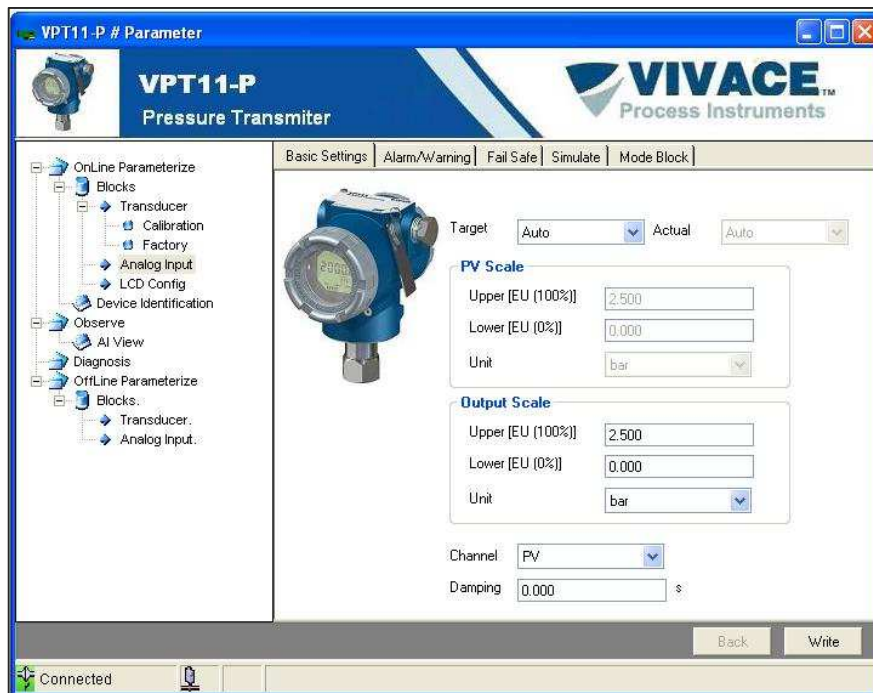 VPT11-P # Parameter
VPT11-P
Pressure Transmiter
VIVACE TM
Process Instruments
OnLine Parameterize
Blocks
Transducer
Calibration
Factory
Analog Input
LCD Config
Device Identification
Observe
AI View
Diagnosis
OffLine Parameterize
Blocks.
Transducer.
Analog Input.
Basic Settings Alarm/Warning Fail Safe Simulate Mode Block
Target Auto Actual Auto
PV Scale
Upper [EU (100%)] 2.500
Lower [EU (0%)] 0.000
Unit bar
Output Scale
Upper [EU (100%)] 2.500
Lower [EU (0%)] 0.000
Unit bar
Channel PV
Damping 0.000 s
Back Write
Connected